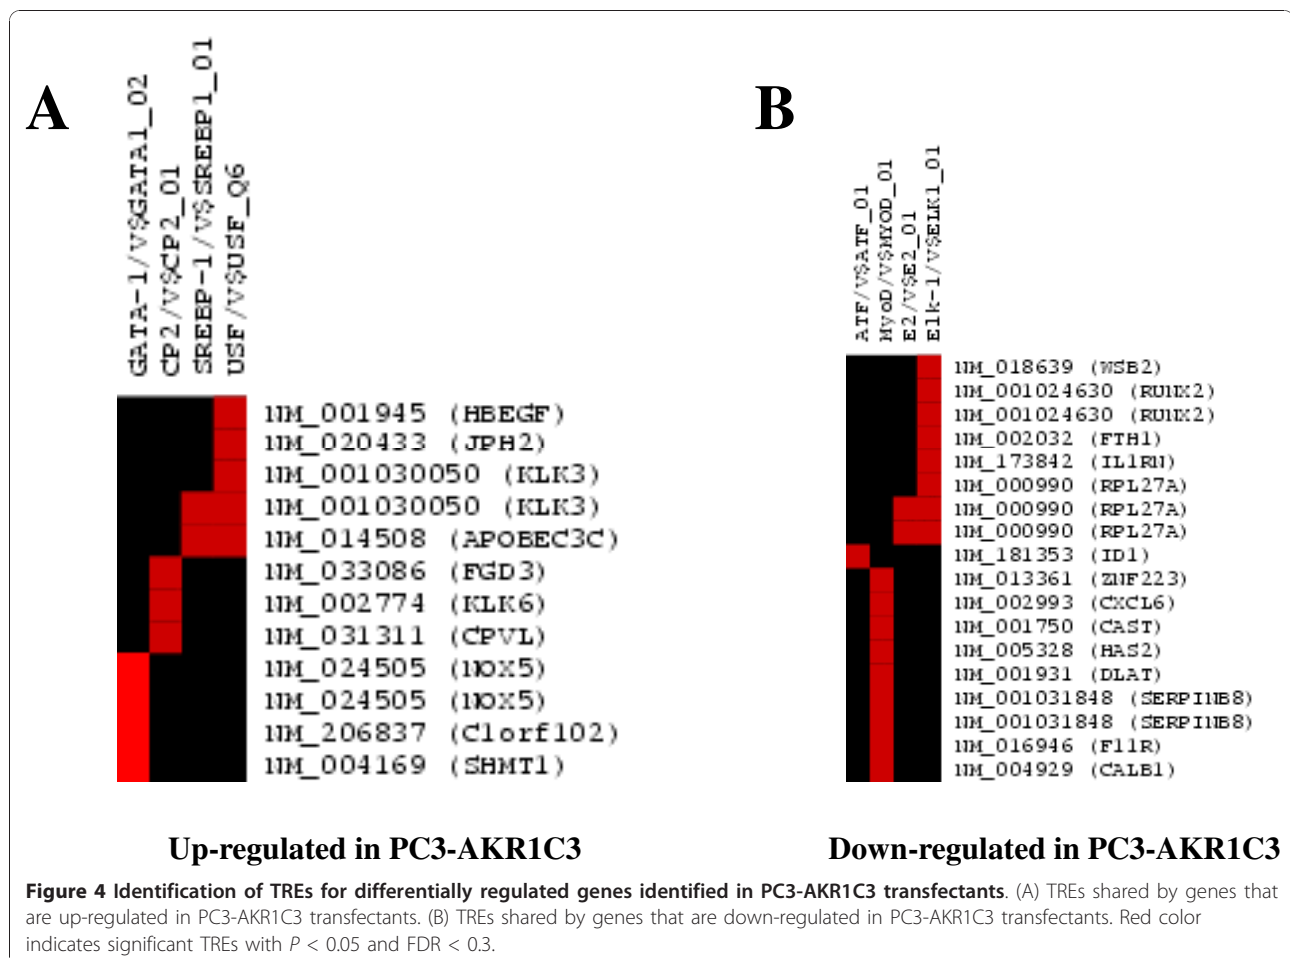 A
GATA-1/V$GATA1_02
CP2/V$CP2_01
SREBP-1/V$SREBP1_01
USF/V$USF_Q6
NM_001945 (HBEGF)
NM_020433 (JPH2)
NM_001030050 (KLK3)
NM_001030050 (KLK3)
NM_014508 (APOBEC3C)
NM_033086 (FGD3)
NM_002774 (KLK6)
NM_031311 (CPVL)
NM_024505 (NOX5)
NM_024505 (NOX5)
NM_206837 (C1orf102)
NM_004169 (SHMT1)
Up-regulated in PC3-AKR1C3
B
ATF/V$ATF_01
MyoD/V$MYOD_01
E2/V$E2_01
Elk-1/V$ELK1_01
NM_018639 (WSB2)
NM_001024630 (RUNX2)
NM_001024630 (RUNX2)
NM_002032 (FTH1)
NM_173842 (IL1RN)
NM_000990 (RPL27A)
NM_000990 (RPL27A)
NM_000990 (RPL27A)
NM_181353 (ID1)
NM_013361 (ZNF223)
NM_002993 (CXCL6)
NM_001750 (CAST)
NM_005328 (HAS2)
NM_001931 (DLAT)
NM_001031848 (SERPINB8)
NM_001031848 (SERPINB8)
NM_016946 (F11R)
NM_004929 (CALB1)
Down-regulated in PC3-AKR1C3
Figure 4 Identification of TREs for differentially regulated genes identified in PC3-AKR1C3 transfectants. (A) TREs shared by genes that
are up-regulated in PC3-AKR1C3 transfectants. (B) TREs shared by genes that are down-regulated in PC3-AKR1C3 transfectants. Red color
indicates significant TREs with P < 0.05 and FDR < 0.3.